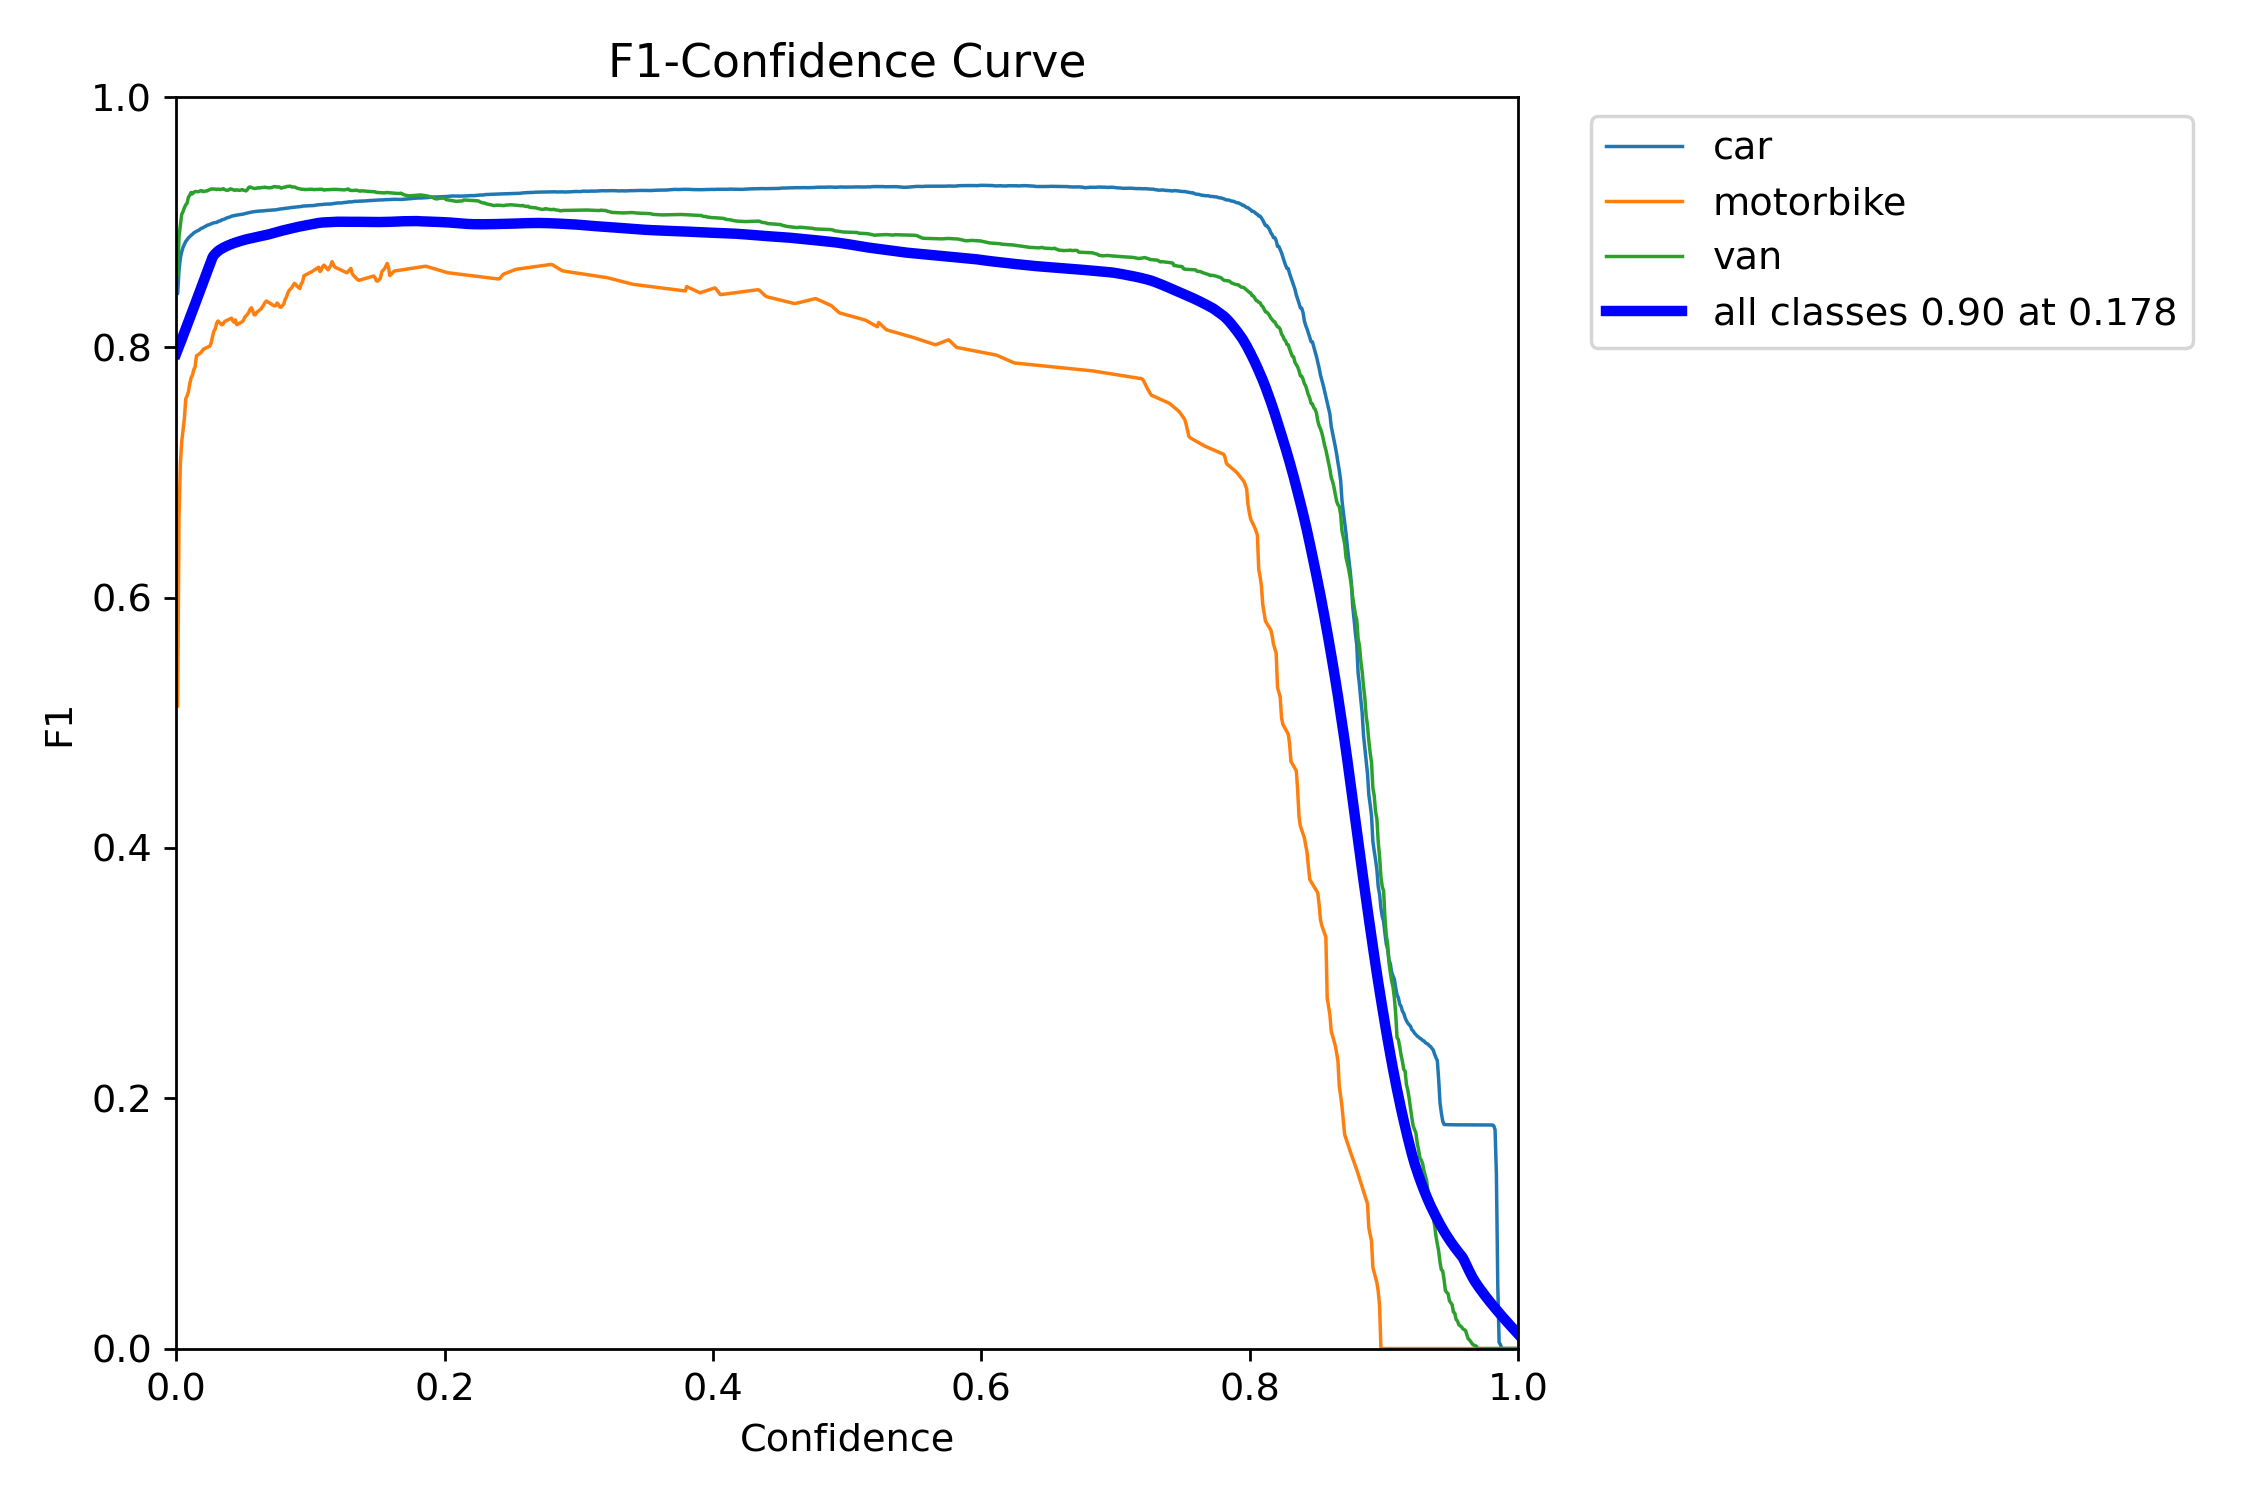 F1-Confidence Curve
1.0
0.8
0.6
0.4
0.2
0.0
F1
0.0 0.2 0.4 0.6 0.8 1.0
Confidence
car
motorbike
van
all classes 0.90 at 0.178